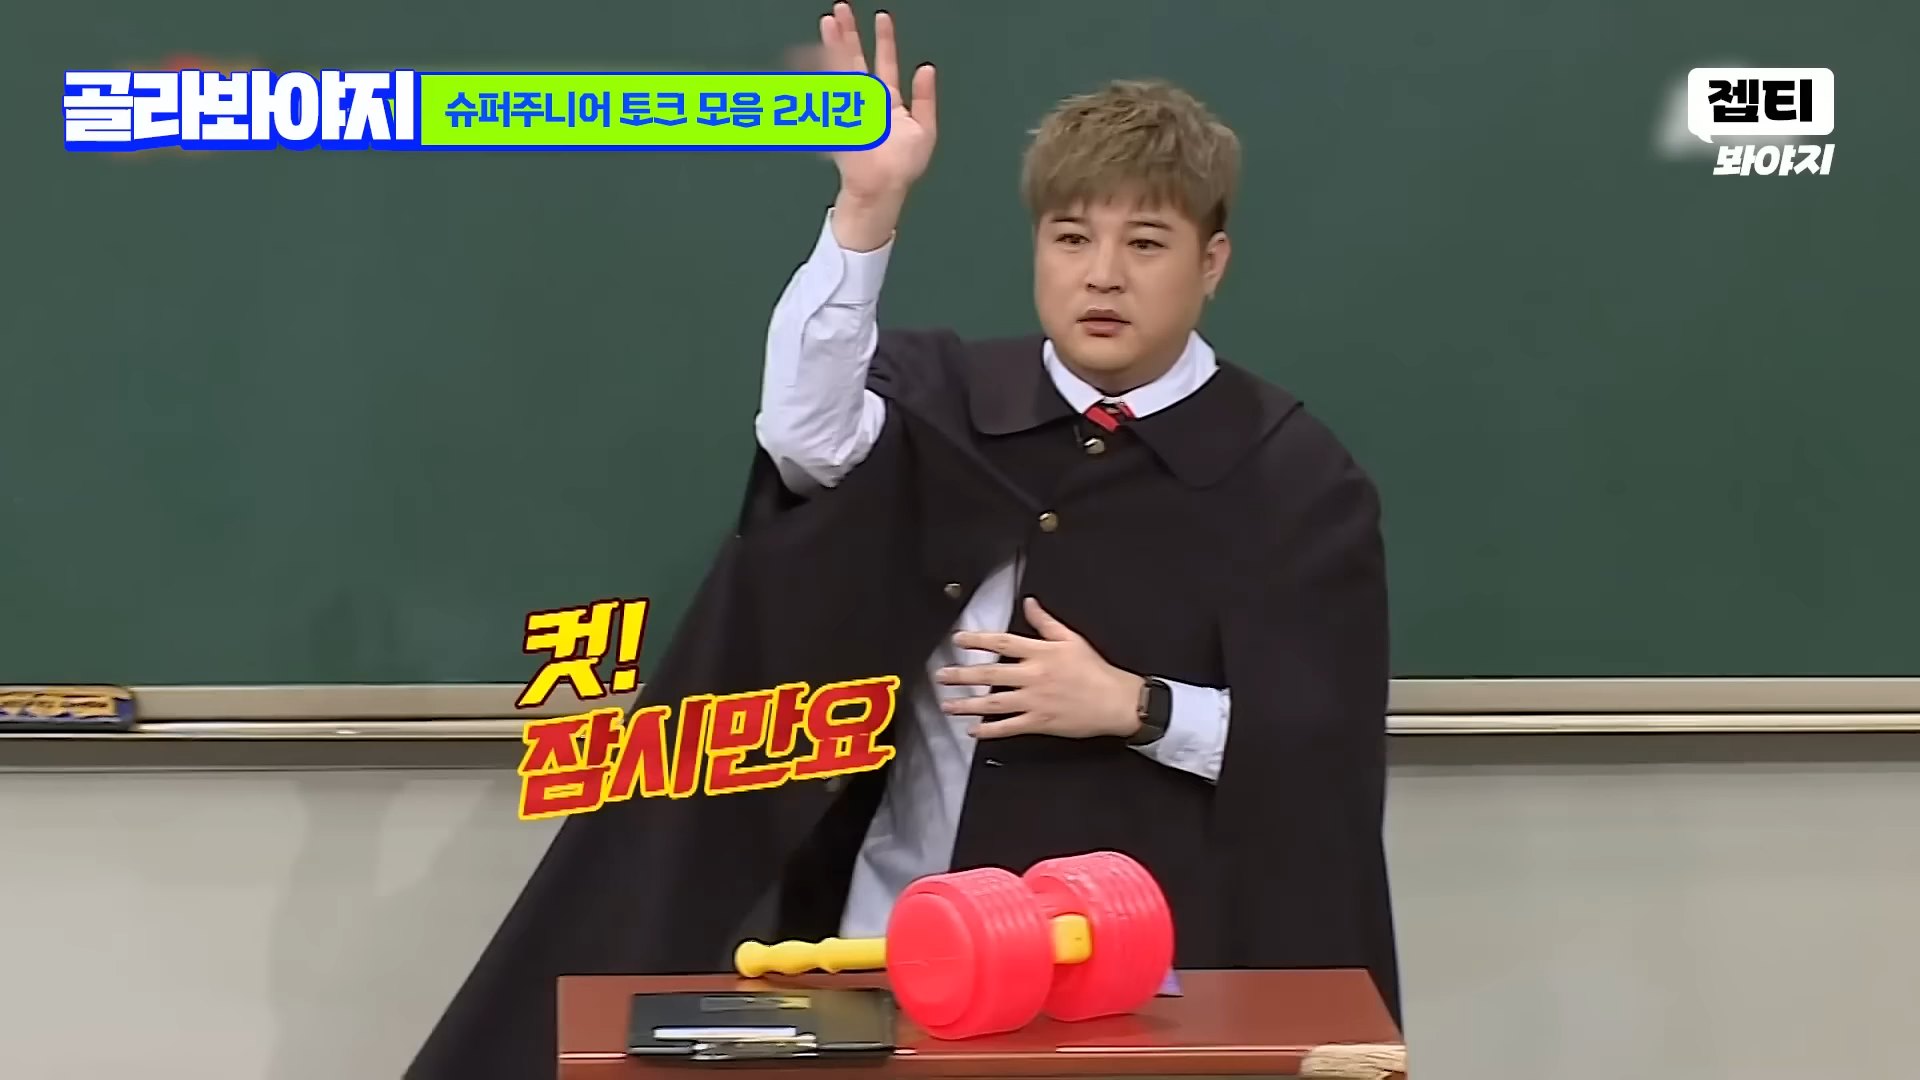 골라봐야지
슈퍼주니어 토크 모음 2시간
젭티
봐야지
컷!
잠시만요